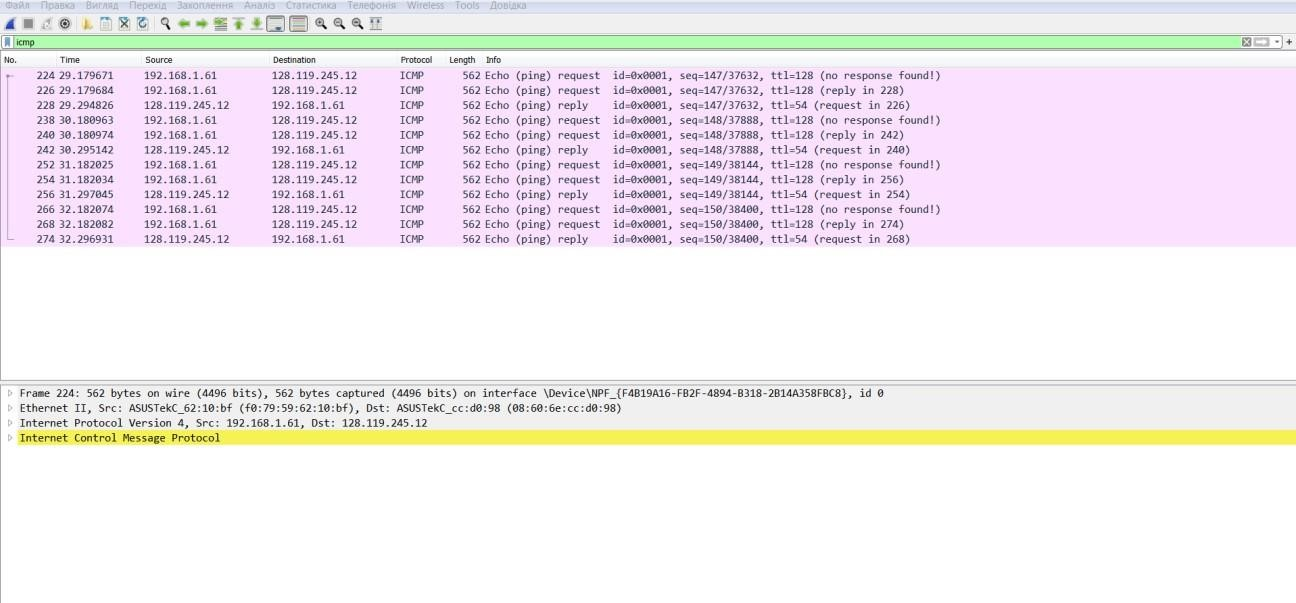 Файл Правка Вигляд Перехід Захоплення Аналіз Статистика Телефонія Wireless Tools Довідка
icmp
No. Time Source Destination Protocol Length Info
224 29.179671 192.168.1.61 128.119.245.12 ICMP 562 Echo (ping) request id=0x0001, seq=147/37632, ttl=128 (no response found!)
226 29.179684 192.168.1.61 128.119.245.12 ICMP 562 Echo (ping) request id=0x0001, seq=147/37632, ttl=128 (reply in 228)
228 29.294826 128.119.245.12 192.168.1.61 ICMP 562 Echo (ping) reply id=0x0001, seq=147/37632, ttl=54 (request in 226)
238 30.180963 192.168.1.61 128.119.245.12 ICMP 562 Echo (ping) request id=0x0001, seq=148/37888, ttl=128 (no response found!)
240 30.180974 192.168.1.61 128.119.245.12 ICMP 562 Echo (ping) request id=0x0001, seq=148/37888, ttl=128 (reply in 242)
242 30.295142 128.119.245.12 192.168.1.61 ICMP 562 Echo (ping) reply id=0x0001, seq=148/37888, ttl=54 (request in 240)
252 31.182025 192.168.1.61 128.119.245.12 ICMP 562 Echo (ping) request id=0x0001, seq=149/38144, ttl=128 (no response found!)
254 31.182034 192.168.1.61 128.119.245.12 ICMP 562 Echo (ping) request id=0x0001, seq=149/38144, ttl=128 (reply in 256)
256 31.297045 128.119.245.12 192.168.1.61 ICMP 562 Echo (ping) reply id=0x0001, seq=149/38144, ttl=54 (request in 254)
266 32.182074 192.168.1.61 128.119.245.12 ICMP 562 Echo (ping) request id=0x0001, seq=150/38400, ttl=128 (no response found!)
268 32.182082 192.168.1.61 128.119.245.12 ICMP 562 Echo (ping) request id=0x0001, seq=150/38400, ttl=128 (reply in 274)
274 32.296931 128.119.245.12 192.168.1.61 ICMP 562 Echo (ping) reply id=0x0001, seq=150/38400, ttl=54 (request in 268)
Frame 224: 562 bytes on wire (4496 bits), 562 bytes captured (4496 bits) on interface \Device\NPF_{F4B19A16-FB2F-4894-B318-2B14A358FBC8}, id 0
Ethernet II, Src: ASUSTekC_62:10:bf (f0:79:59:62:10:bf), Dst: ASUSTekC_cc:d0:98 (08:60:6e:cc:d0:98)
Internet Protocol Version 4, Src: 192.168.1.61, Dst: 128.119.245.12
Internet Control Message Protocol